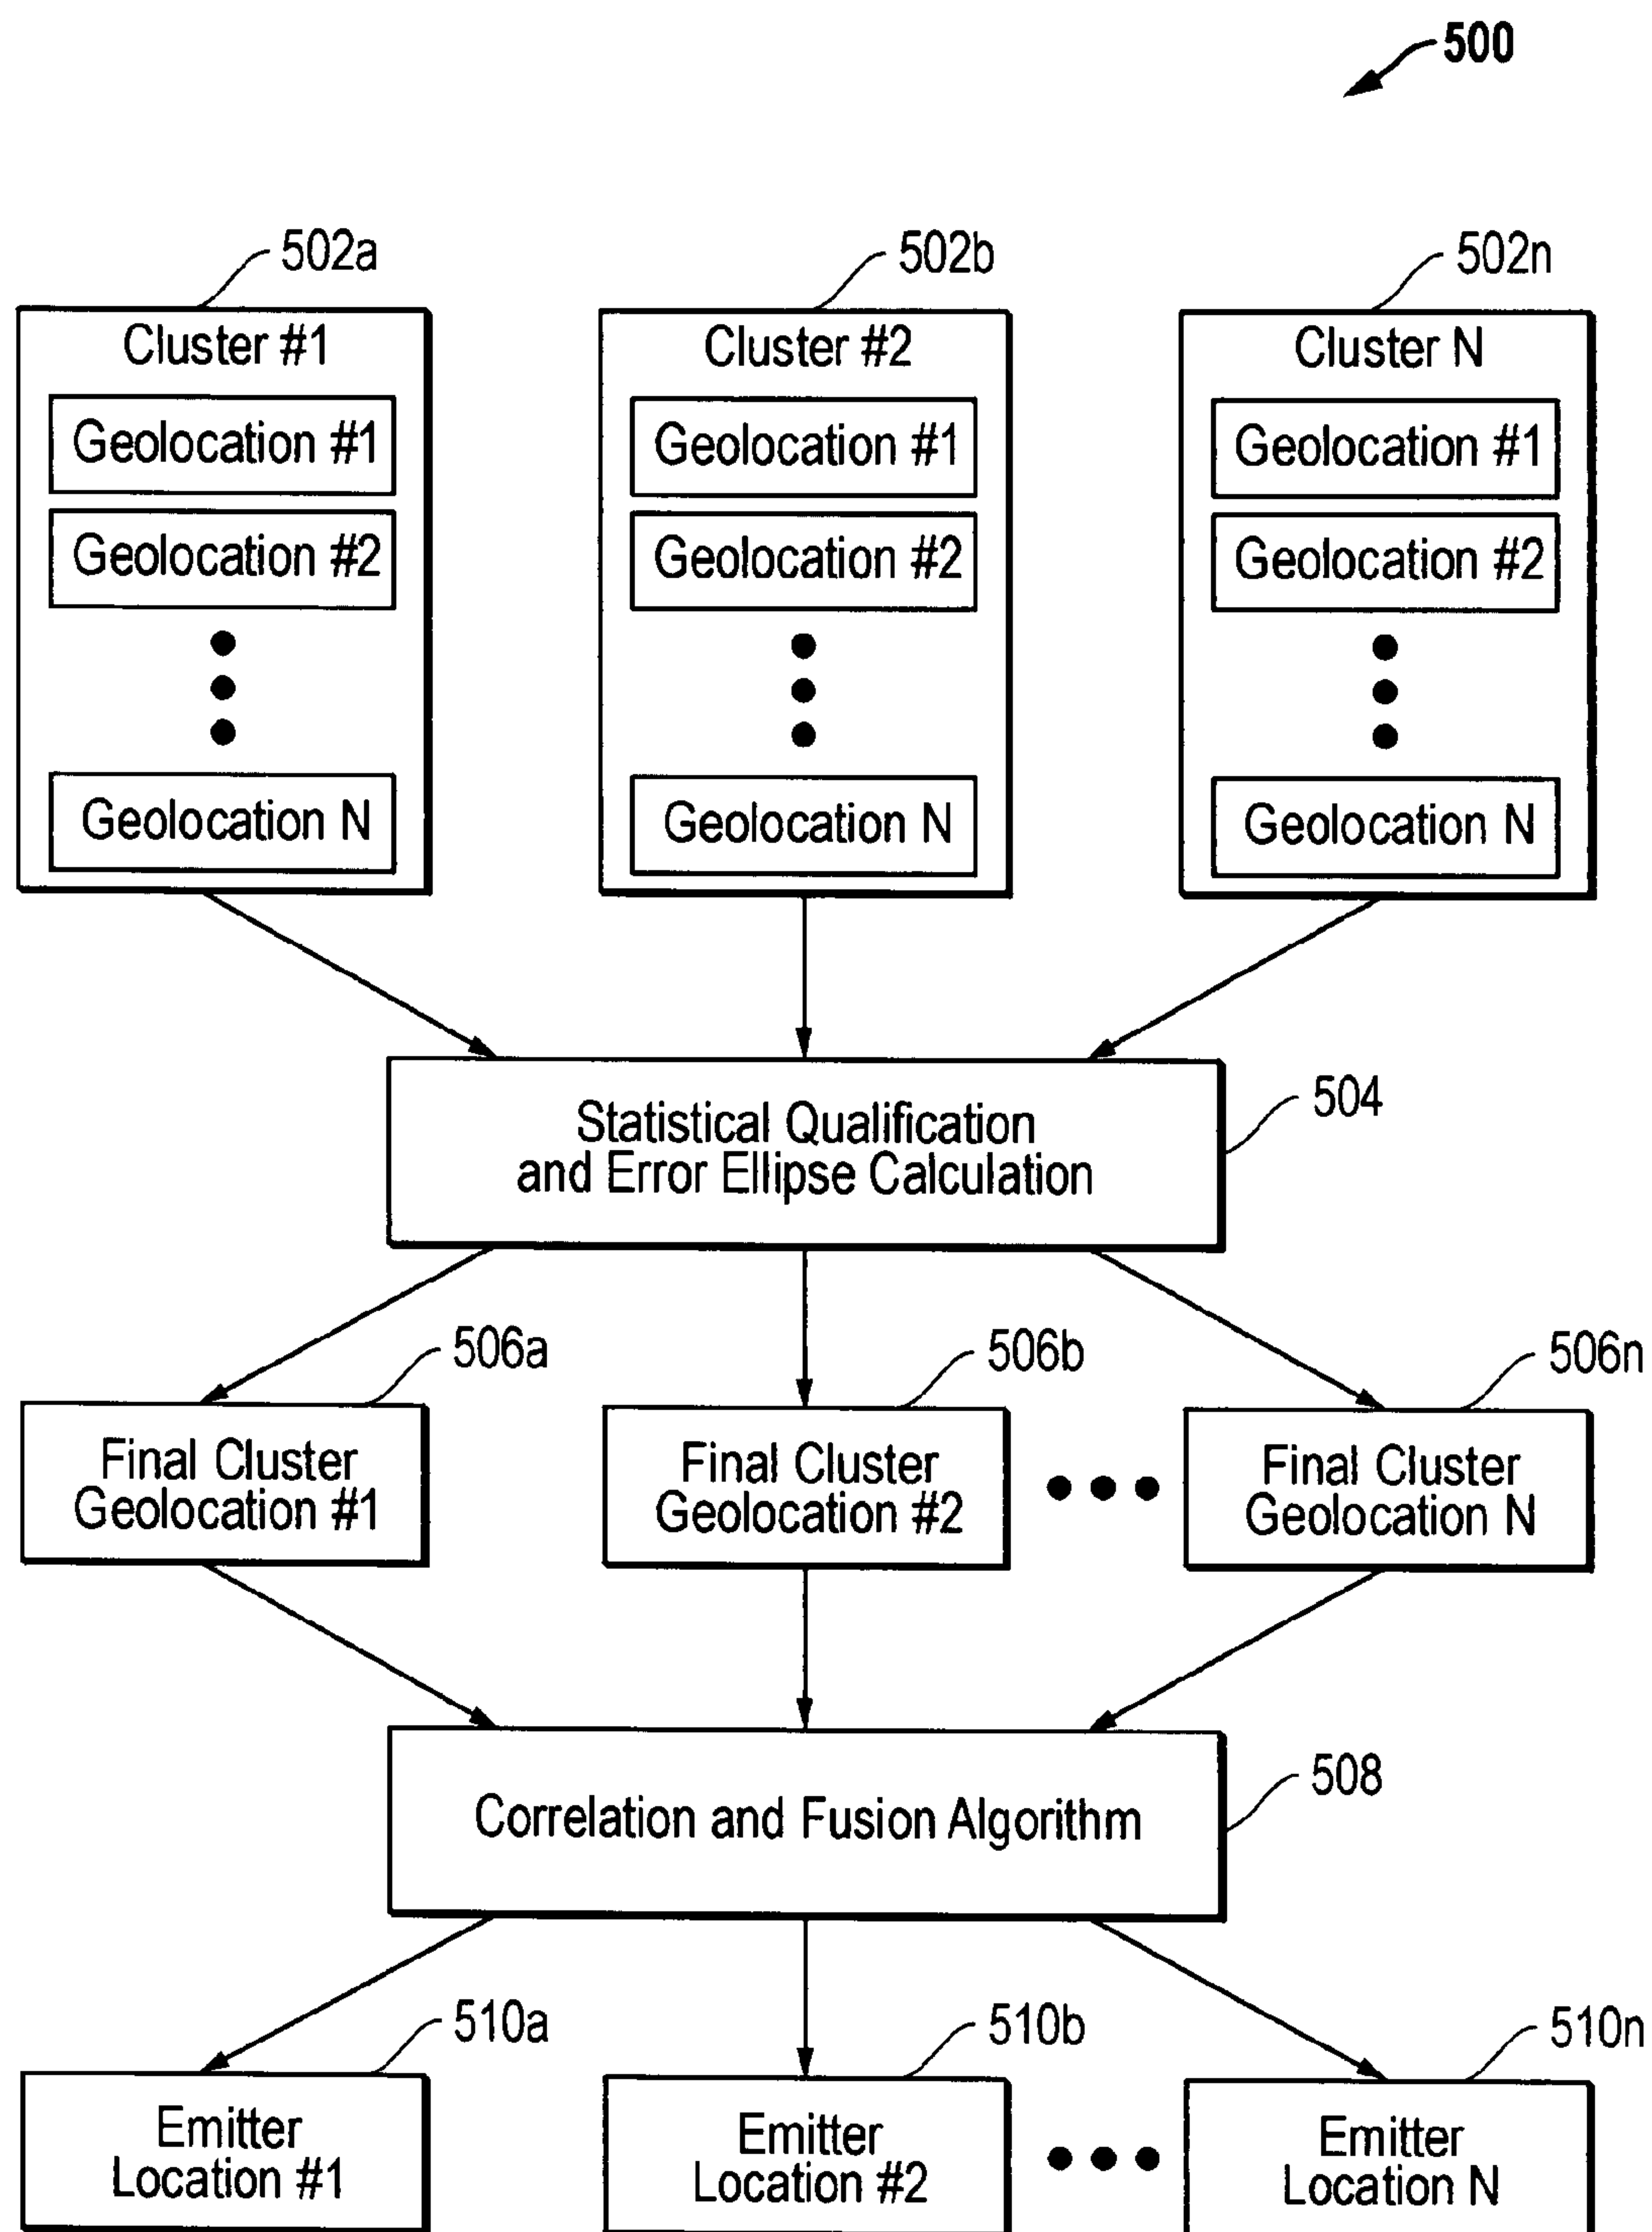 500
502a
502b
502n
Cluster #1
Geolocation #1
Geolocation #2
Geolocation N
Cluster #2
Geolocation #1
Geolocation #2
Geolocation N
Cluster N
Geolocation #1
Geolocation #2
Geolocation N
504
Statistical Qualification
and Error Ellipse Calculation
506a
506b
506n
Final Cluster
Geolocation #1
Final Cluster
Geolocation #2
Final Cluster
Geolocation N
508
Correlation and Fusion Algorithm
510a
510b
510n
Emitter
Location #1
Emitter
Location #2
Emitter
Location N